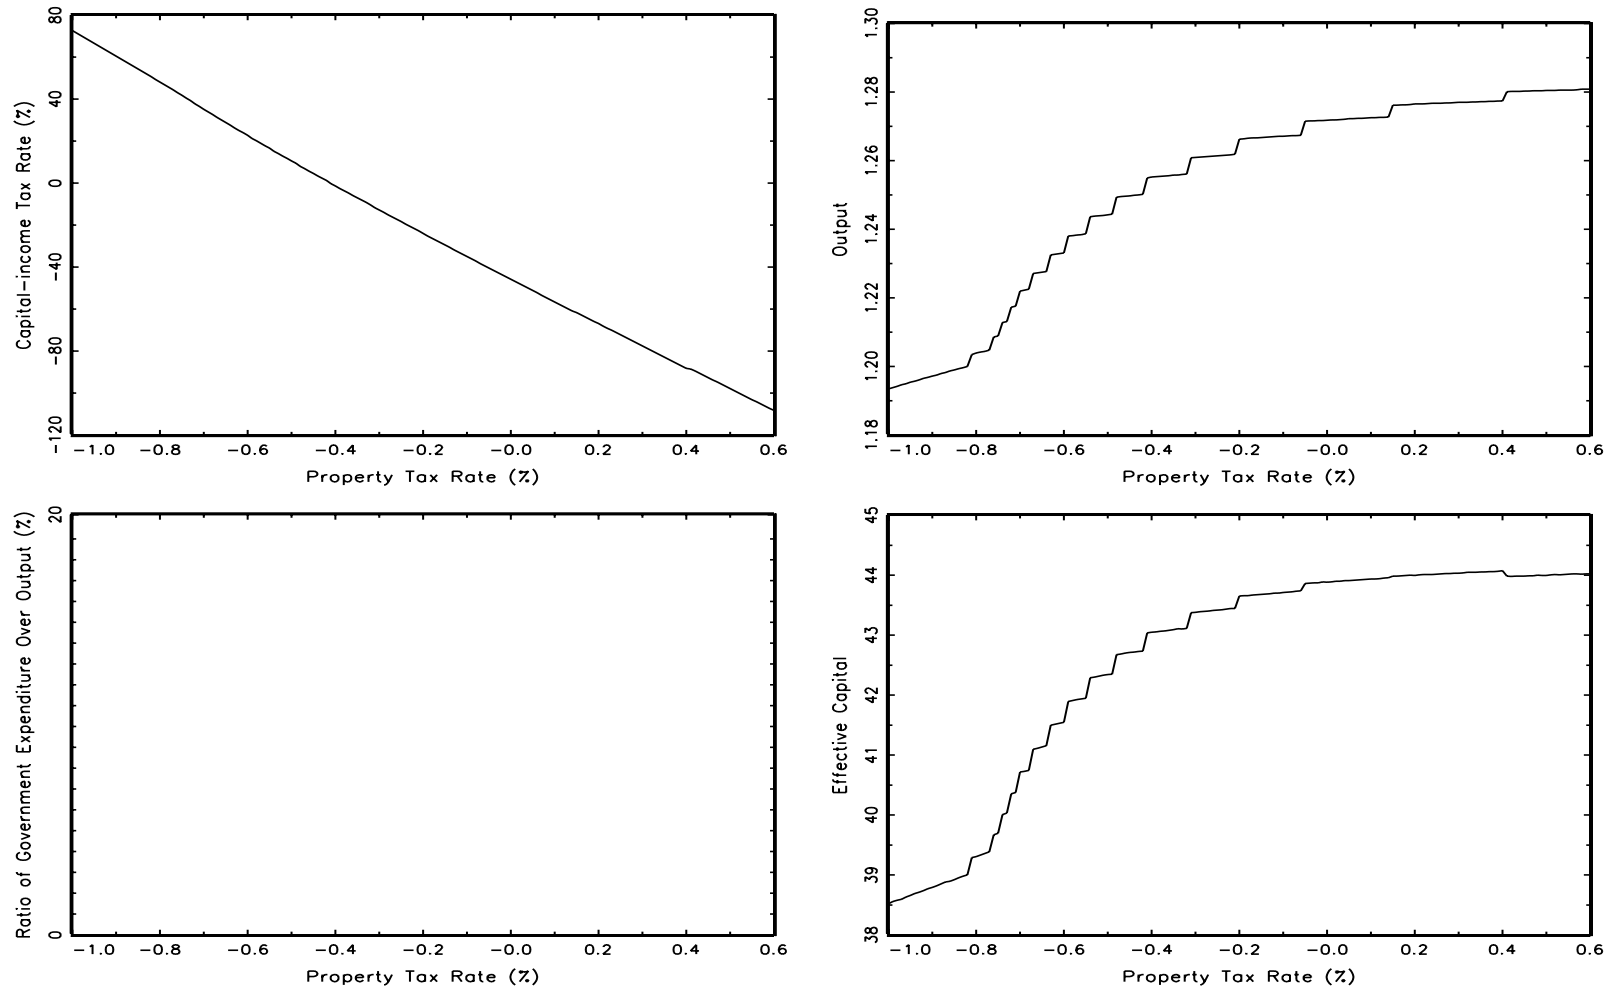 80
40
0
-40
-80
-120
Capital-income Tax Rate (%)
-1.0 -0.8 -0.6 -0.4 -0.2 -0.0 0.2 0.4 0.6
Property Tax Rate (%)
1.30
1.28
1.26
1.24
1.22
1.20
1.18
Output
-1.0 -0.8 -0.6 -0.4 -0.2 -0.0 0.2 0.4 0.6
Property Tax Rate (%)
20
0
Ratio of Government Expenditure Over Output (%)
-1.0 -0.8 -0.6 -0.4 -0.2 -0.0 0.2 0.4 0.6
Property Tax Rate (%)
45
44
43
42
41
40
39
38
Effective Capital
-1.0 -0.8 -0.6 -0.4 -0.2 -0.0 0.2 0.4 0.6
Property Tax Rate (%)